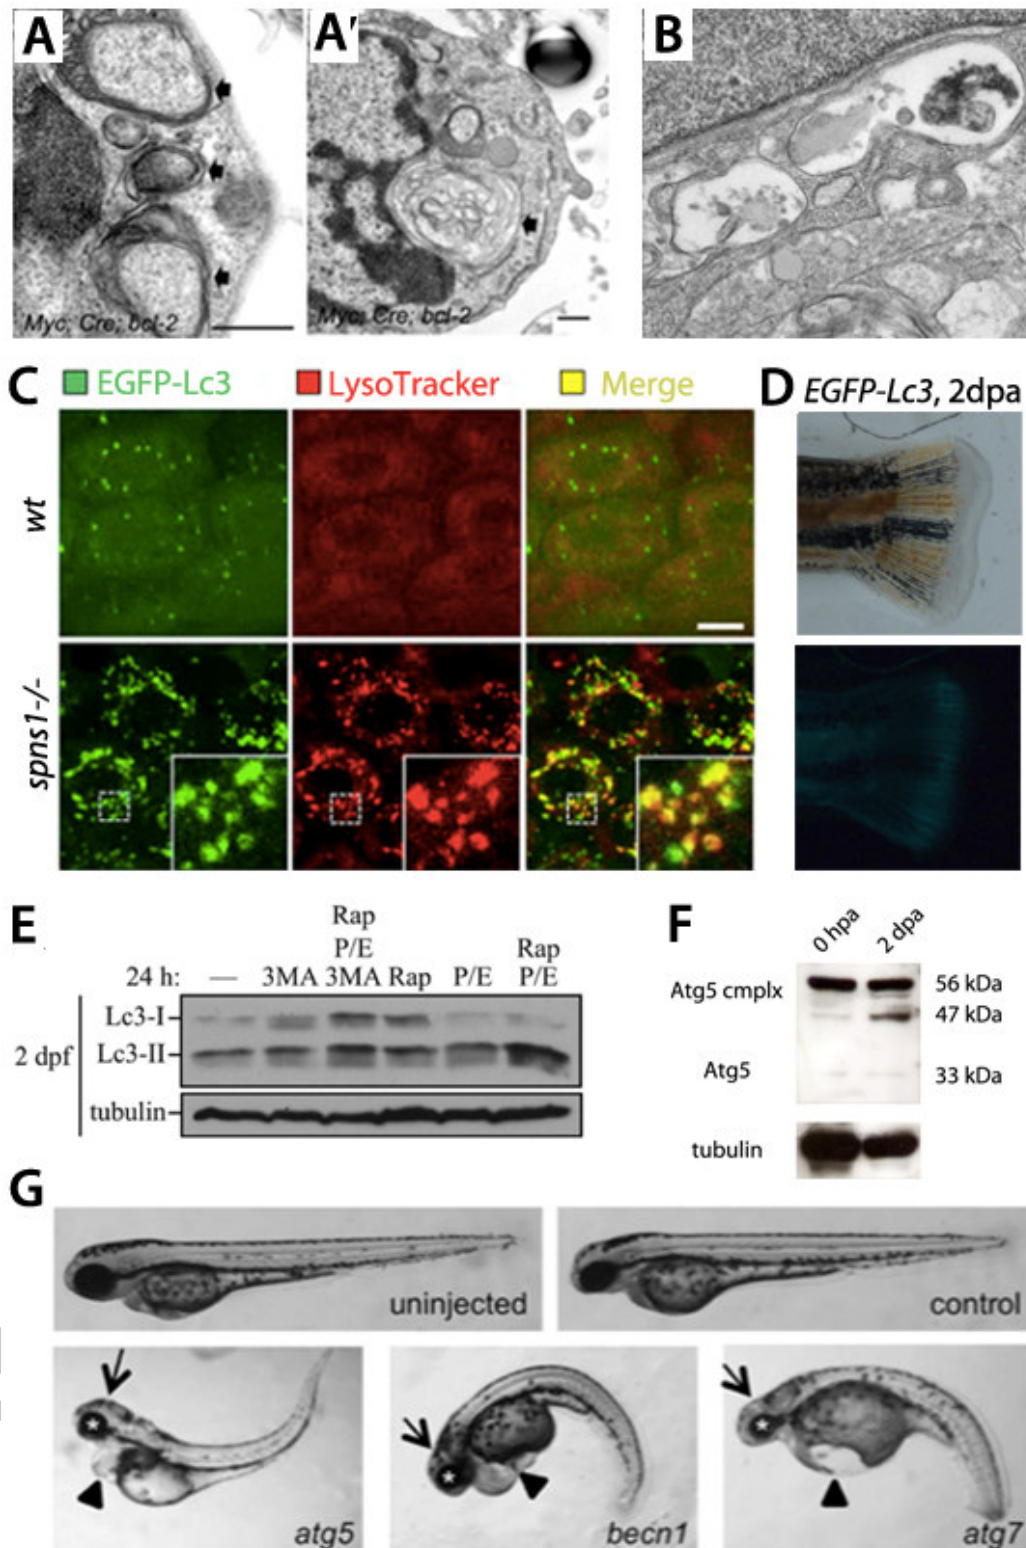 A
A′
B
Myc; Cre; bcl-2
Myc; Cre; bcl-2
C
EGFP-Lc3
LysoTracker
Merge
D
EGFP-Lc3, 2dpa
wt
spns1-/-
E
Rap
P/E
Rap
24 h:
—
3MA
3MA
Rap
P/E
P/E
Lc3-I
2 dpf
Lc3-II
tubulin
F
0 hpa
2 dpa
Atg5 cmplx
56 kDa
47 kDa
Atg5
33 kDa
tubulin
G
uninjected
control
atg5
becn1
atg7